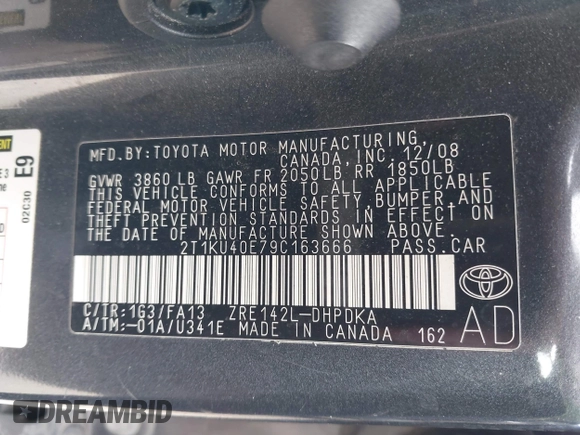 MFD.BY:TOYOTA MOTOR MANUFACTURING,
CANADA, INC. 12/08
GVWR 3860 LB GAWR FR 2050LB RR 1850LB
THIS VEHICLE CONFORMS TO ALL APPLICABLE
FEDERAL MOTOR VEHICLE SAFETY, BUMPER, AND
THEFT PREVENTION STANDARDS IN EFFECT ON
THE DATE OF MANUFACTURE SHOWN ABOVE.
2T1KU40E79C163666 PASS.CAR
C/TR:1G3/FA13 ZRE142L-DHPDKA
A/TM:-01A/U341E MADE IN CANADA 162
AD
E9
02C30
DREAMBID